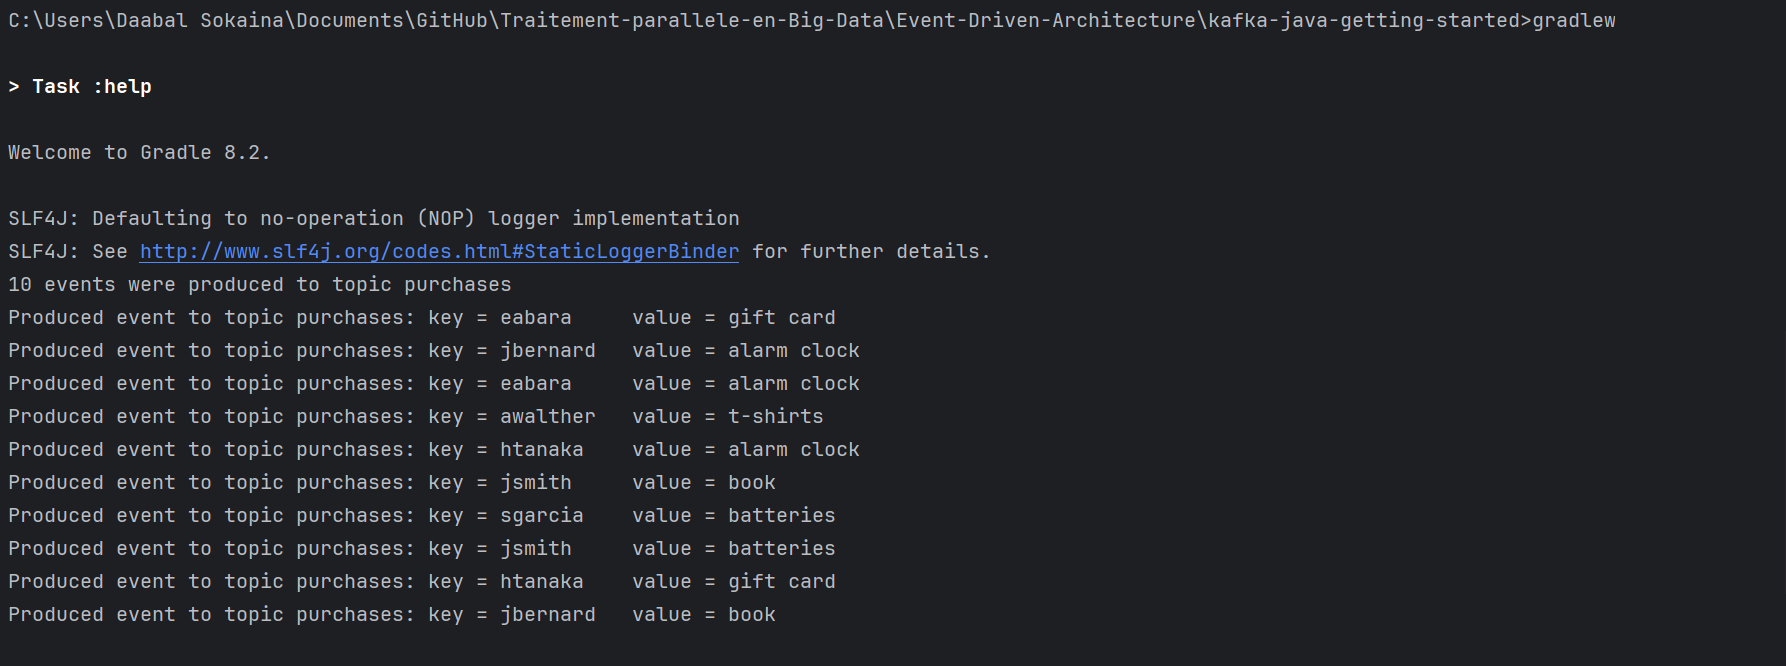 C:\Users\Daabal Sokaina\Documents\GitHub\Traitement-parallele-en-Big-Data\Event-Driven-Architecture\kafka-java-getting-started>gradlew
> Task :help
Welcome to Gradle 8.2.
SLF4J: Defaulting to no-operation (NOP) logger implementation
SLF4J: See http://www.slf4j.org/codes.html#StaticLoggerBinder for further details.
10 events were produced to topic purchases
Produced event to topic purchases: key = eabara     value = gift card
Produced event to topic purchases: key = jbernard   value = alarm clock
Produced event to topic purchases: key = eabara     value = alarm clock
Produced event to topic purchases: key = awalther   value = t-shirts
Produced event to topic purchases: key = htanaka    value = alarm clock
Produced event to topic purchases: key = jsmith     value = book
Produced event to topic purchases: key = sgarcia    value = batteries
Produced event to topic purchases: key = jsmith     value = batteries
Produced event to topic purchases: key = htanaka    value = gift card
Produced event to topic purchases: key = jbernard   value = book